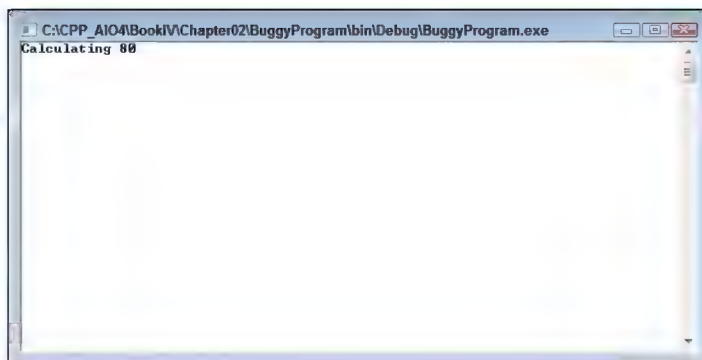 C:\CPP_AIO4\BookIV\Chapter02\BuggyProgram\bin\Debug\BuggyProgram.exe
Calculating 80